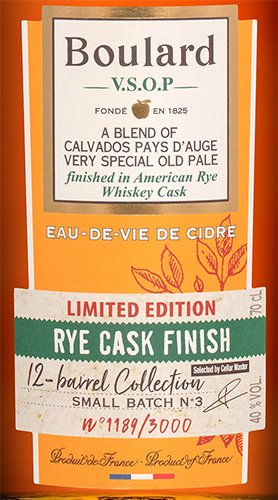 Boulard
V.S.O.P
FONDÉ EN 1825
A BLEND OF
CALVADOS PAYS D'AUGE
VERY SPECIAL OLD PALE
finished in American Rye
Whiskey Cask
EAU-DE-VIE DE CIDRE
70 cL
LIMITED EDITION
RYE CASK FINISH
12-barrel Collection
Selected by Cellar Master
SMALL BATCH N°3
40 % VOL.
N°1189/3000
Produit de France - Product of France